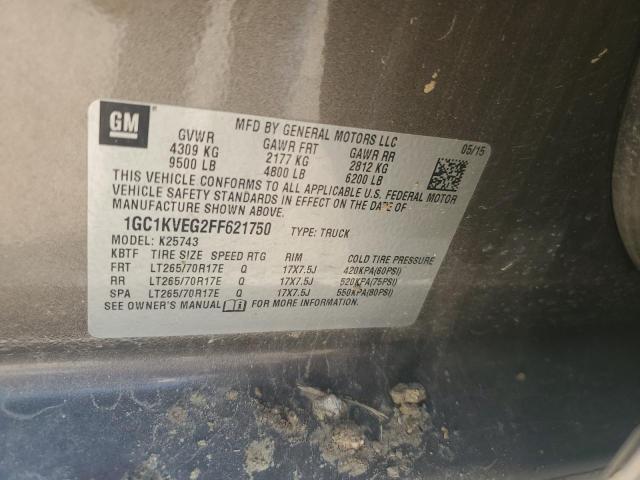 GM
MFD BY GENERAL MOTORS LLC
05/15
GVWR GAWR FRT GAWR RR
4309 KG 2177 KG 2812 KG
9500 LB 4800 LB 6200 LB
THIS VEHICLE CONFORMS TO ALL APPLICABLE U.S. FEDERAL MOTOR
VEHICLE SAFETY STANDARDS IN EFFECT ON THE DATE OF
MANUFACTURE SHOWN ABOVE.
1GC1KVEG2FF621750 TYPE: TRUCK
MODEL: K25743
KBTF TIRE SIZE SPEED RTG RIM COLD TIRE PRESSURE
FRT LT265/70R17E Q 17X7.5J 420KPA(60PSI)
RR LT265/70R17E Q 17X7.5J 520KPA(75PSI)
SPA LT265/70R17E Q 17X7.5J 550KPA(80PSI)
SEE OWNER'S MANUAL FOR MORE INFORMATION.